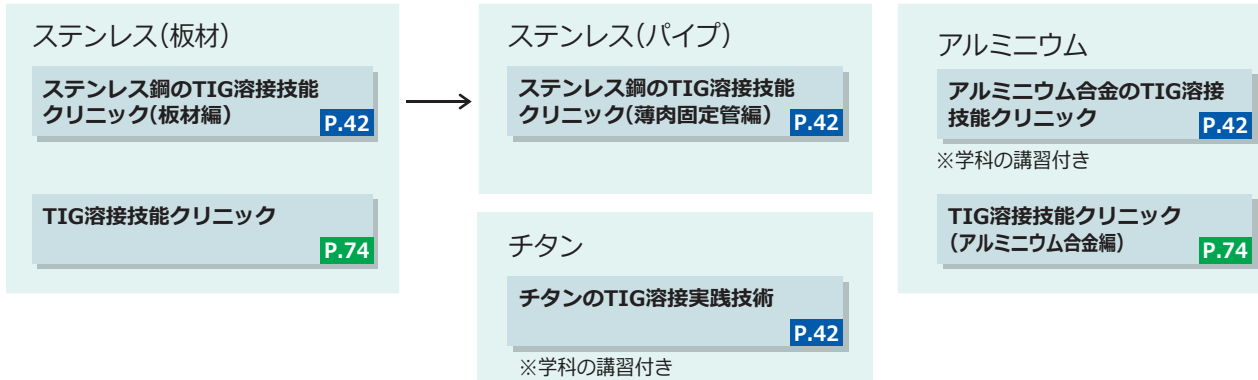 ステンレス(板材)
ステンレス鋼のTIG溶接技能
クリニック(板材編)
P.42
TIG溶接技能クリニック
P.74
ステンレス(パイプ)
ステンレス鋼のTIG溶接技能
クリニック(薄肉固定管編)
P.42
チタン
チタンのTIG溶接実践技術
P.42
※学科の講習付き
アルミニウム
アルミニウム合金のTIG溶接
技能クリニック
P.42
※学科の講習付き
TIG溶接技能クリニック
(アルミニウム合金編)
P.74